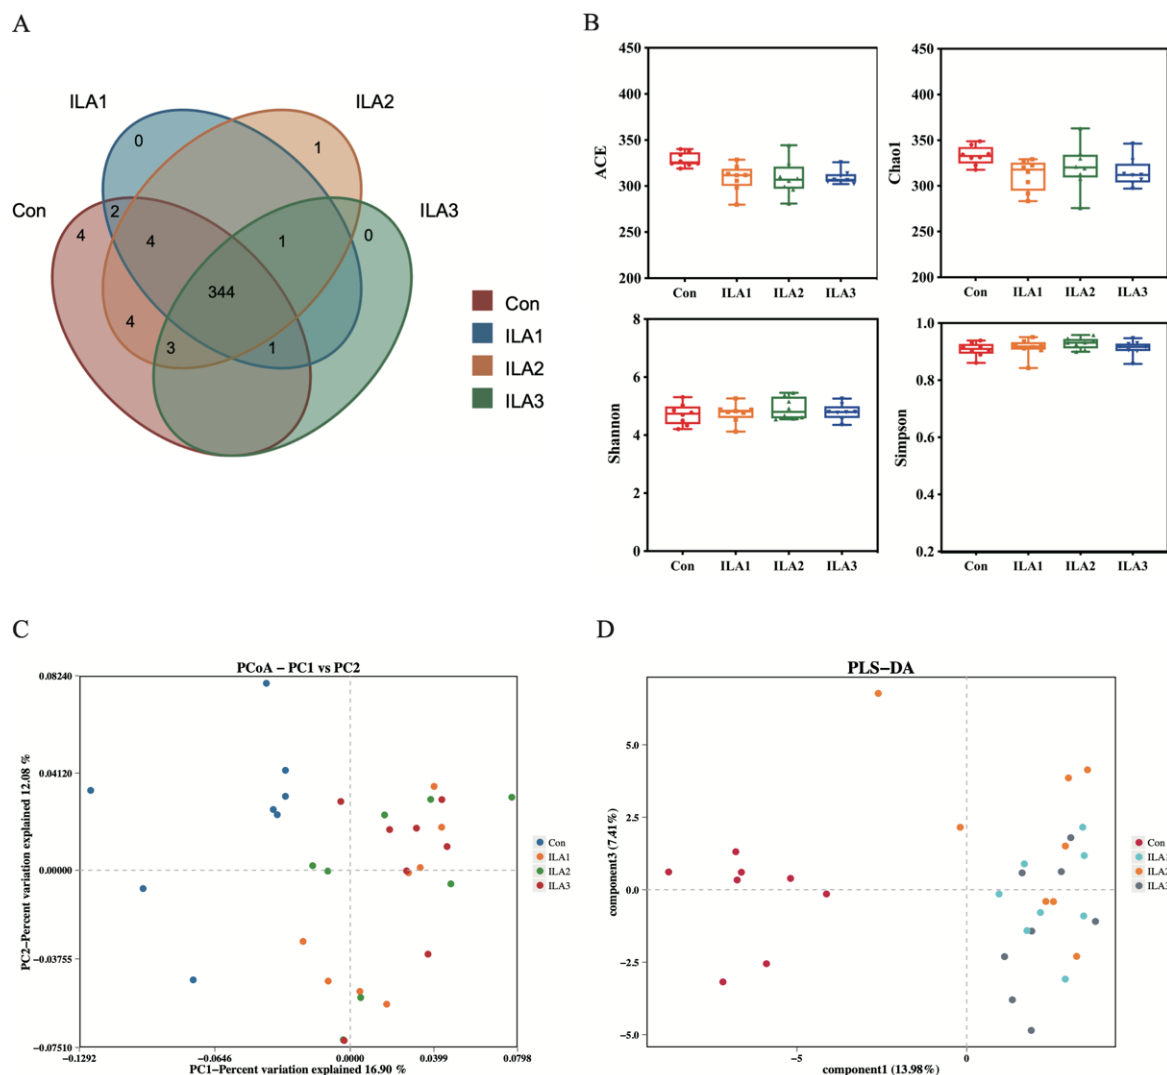 A
ILA1
ILA2
0
1
Con
ILA3
2
4
4
1
0
344
4
3
1
Con
ILA1
ILA2
ILA3
B
450
400
350
300
250
200
ACE
Con ILA1 ILA2 ILA3
450
400
350
300
250
200
Chao1
Con ILA1 ILA2 ILA3
8
6
4
2
0
Shannon
Con ILA1 ILA2 ILA3
1.0
0.8
0.6
0.4
0.2
Simpson
Con ILA1 ILA2 ILA3
C
PCoA – PC1 vs PC2
0.08240
0.04120
0.00000
−0.03755
−0.07510
PC2−Percent variation explained 12.08 %
−0.1292 −0.0646 0.0000 0.0399 0.0798
PC1−Percent variation explained 16.90 %
Con
ILA1
ILA2
ILA3
D
PLS−DA
5.0
2.5
0.0
−2.5
−5.0
component3 (7.41%)
−5 0
component1 (13.98%)
Con
ILA1
ILA2
ILA3